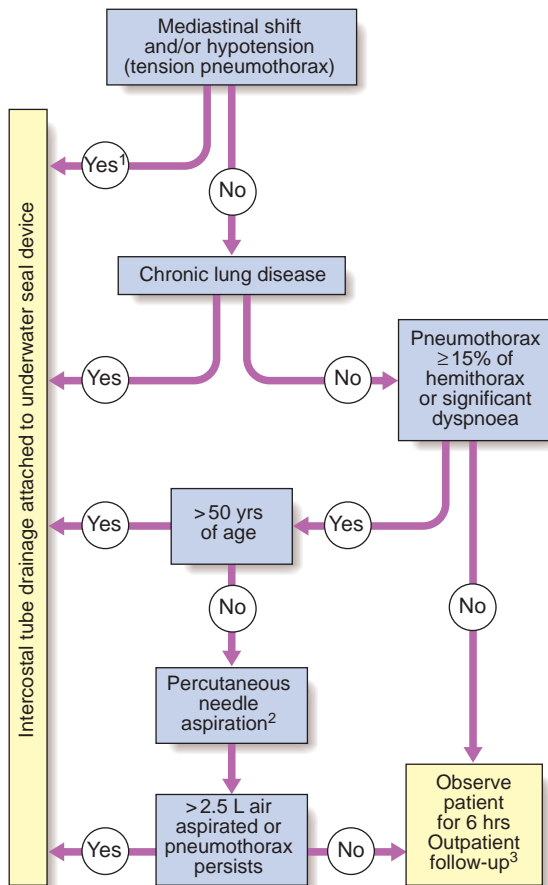 Mediastinal shift
and/or hypotension
(tension pneumothorax)
Yes¹
No
Intercostal tube drainage attached to underwater seal device
Chronic lung disease
Yes
No
Pneumothorax
≥15% of
hemithorax
or significant
dyspnoea
Yes
>50 yrs
of age
Yes
No
No
Percutaneous
needle
aspiration²
>2.5 L air
aspirated or
pneumothorax
persists
Yes
No
Observe
patient
for 6 hrs
Outpatient
follow-up³